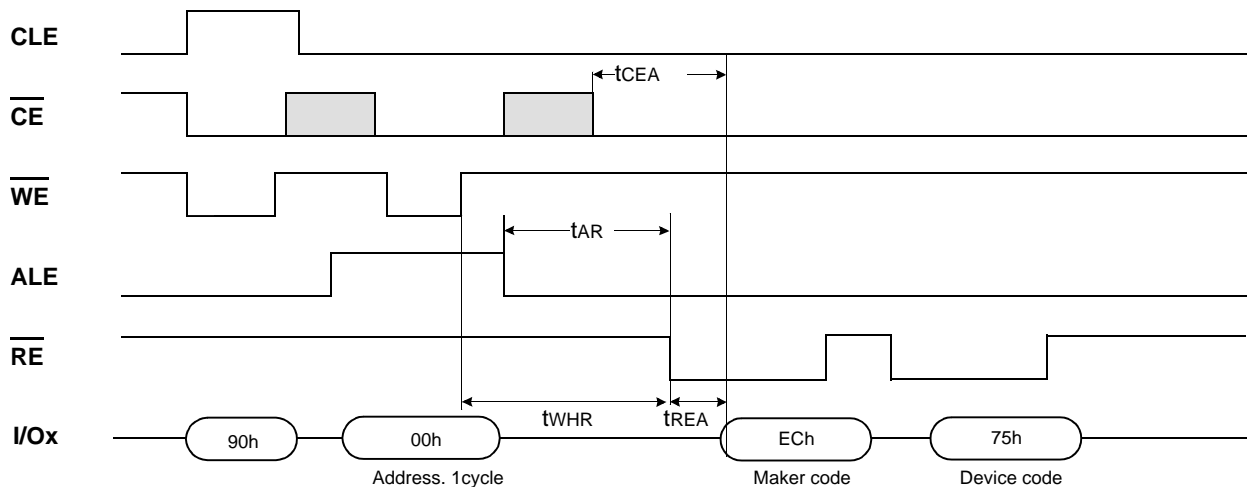 CLE
tCEA
CE
WE
tAR
ALE
RE
tWHR tREA
I/Ox 90h 00h ECh 75h
Address. 1cycle Maker code Device code